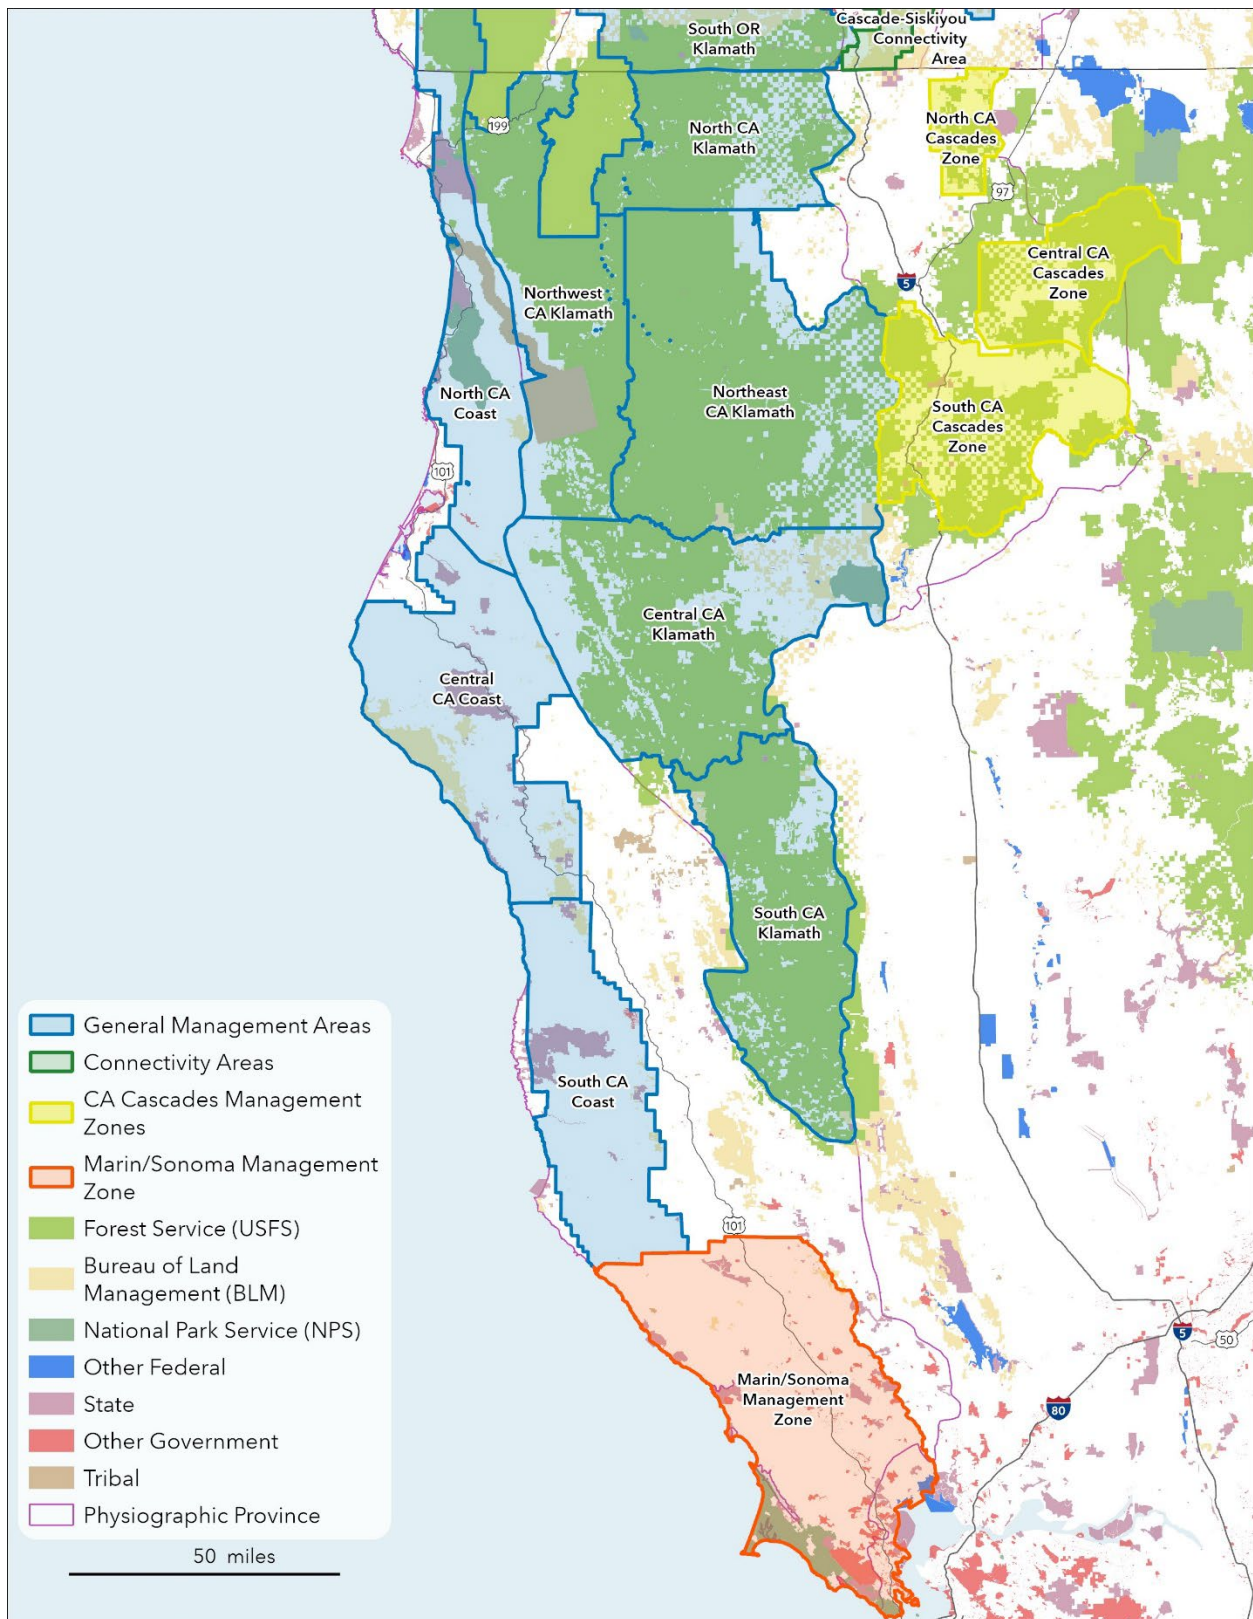 South OR
Klamath
Cascade-Siskiyou
Connectivity
Area
199
North CA
Klamath
North CA
Cascades
Zone
97
Central CA
Cascades
Zone
5
Northwest
CA Klamath
North CA
Coast
Northeast
CA Klamath
South CA
Cascades
Zone
101
Central CA
Klamath
Central
CA Coast
South CA
Klamath
South CA
Coast
101
Marin/Sonoma
Management
Zone
5
50
80
General Management Areas
Connectivity Areas
CA Cascades Management
Zones
Marin/Sonoma Management
Zone
Forest Service (USFS)
Bureau of Land
Management (BLM)
National Park Service (NPS)
Other Federal
State
Other Government
Tribal
Physiographic Province
50 miles